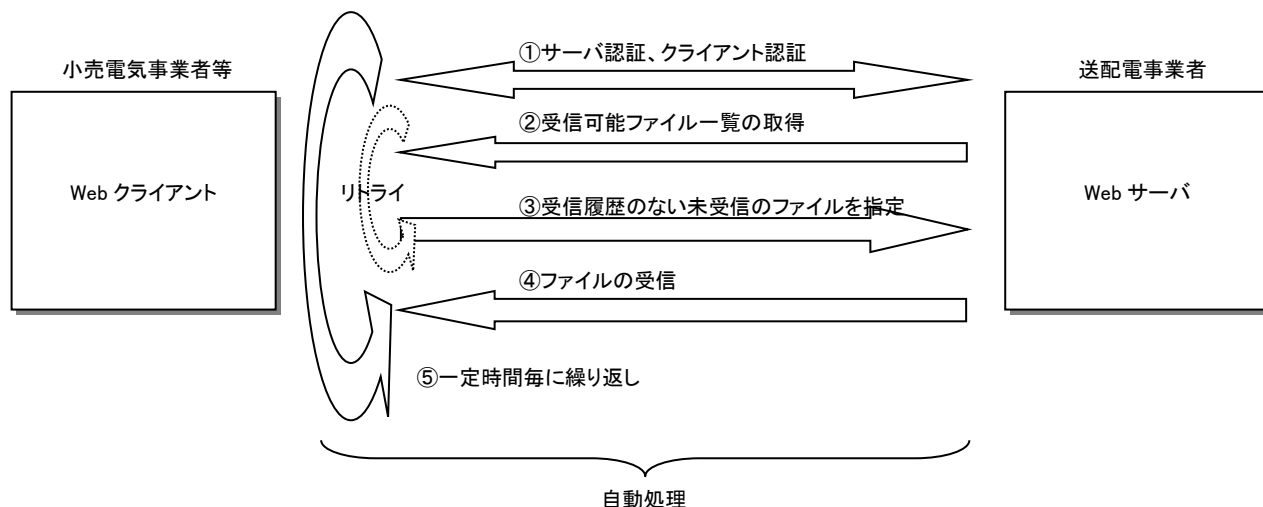 ①サーバ認証、クライアント認証
小売電気事業者等
送配電事業者
②受信可能ファイル一覧の取得
Web クライアント
リトライ
Web サーバ
③受信履歴のない未受信のファイルを指定
④ファイルの受信
⑤一定時間毎に繰り返し
自動処理